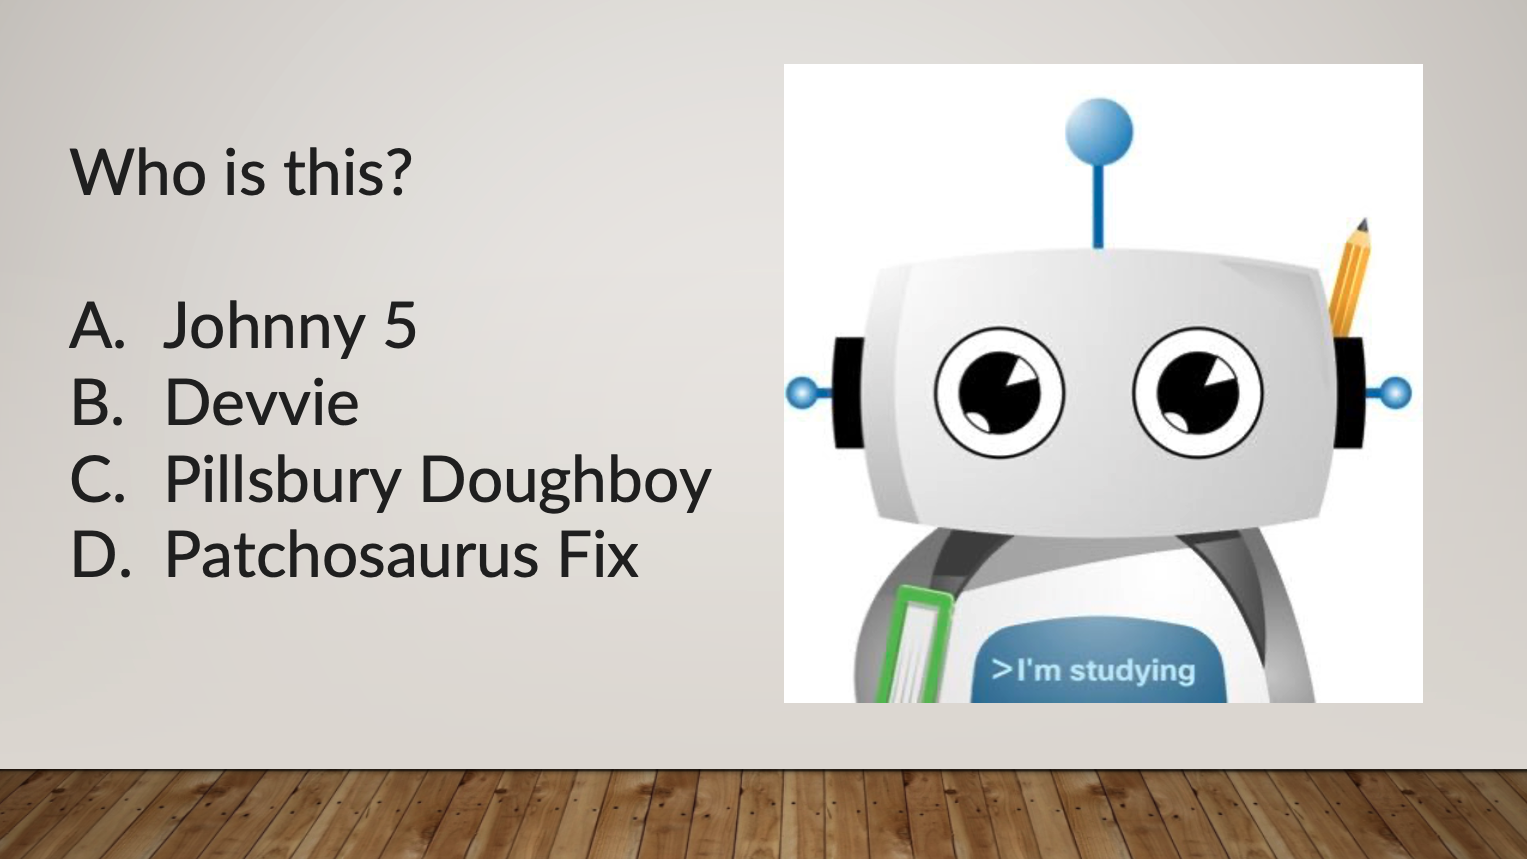 Who is this?
A. Johnny 5
B. Devvie
C. Pillsbury Doughboy
D. Patchosaurus Fix
>I'm studying